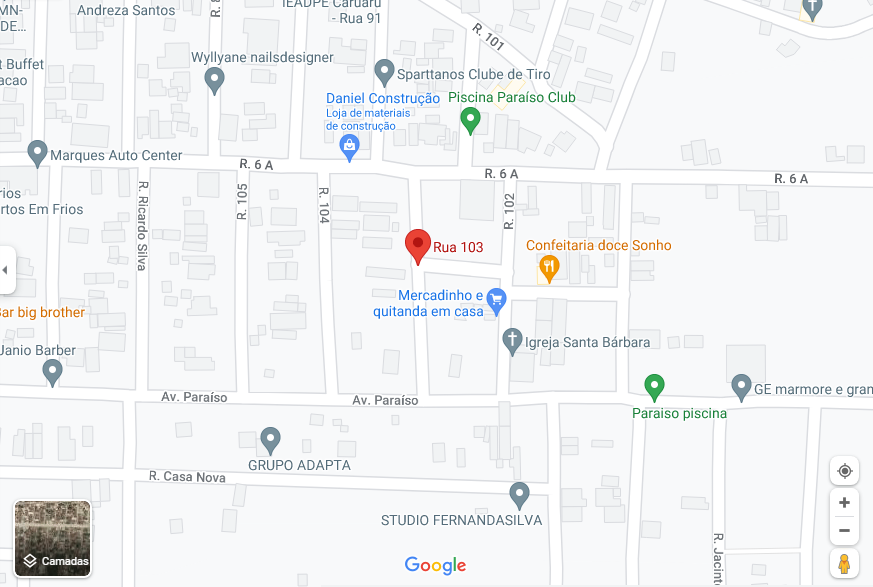 MN-
DE...
Andreza Santos
R. 8
IEADPE Caruaru
- Rua 91
R. 101
t Buffet
acao
Wyllyane nailsdesigner
Sparttanos Clube de Tiro
Daniel Construção
Loja de materiais
de construção
Piscina Paraíso Club
Marques Auto Center
R. 6 A
R. 6 A
R. 6 A
rios
rtos Em Frios
R. Ricardo Silva
R. 105
R. 104
R. 102
Rua 103
Confeitaria doce Sonho
Mercadinho e
quitanda em casa
Bar big brother
Janio Barber
Igreja Santa Bárbara
Av. Paraíso
Av. Paraíso
GE marmore e gran
Paraiso piscina
GRUPO ADAPTA
R. Casa Nova
STUDIO FERNANDASILVA
R. Jacint
Camadas
Google